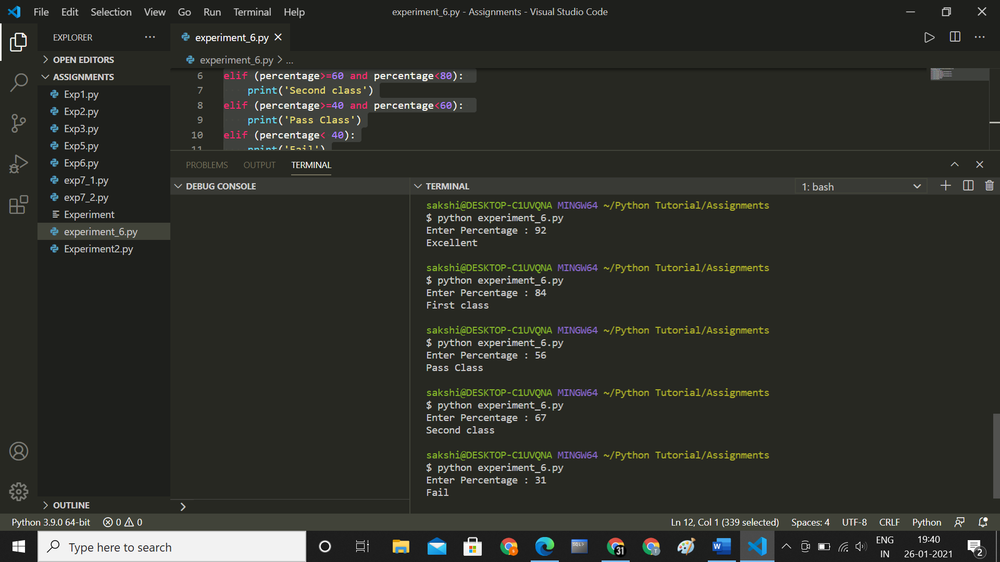 File Edit Selection View Go Run Terminal Help
experiment_6.py - Assignments - Visual Studio Code
EXPLORER
OPEN EDITORS
ASSIGNMENTS
Exp1.py
Exp2.py
Exp3.py
Exp5.py
Exp6.py
exp7_1.py
exp7_2.py
Experiment
experiment_6.py
Experiment2.py
OUTLINE
experiment_6.py
experiment_6.py > ...
6 elif (percentage>=60 and percentage<80):
7 print('Second class')
8 elif (percentage>=40 and percentage<60):
9 print('Pass Class')
10 elif (percentage< 40):
11 print('Fail')
PROBLEMS OUTPUT TERMINAL
DEBUG CONSOLE
TERMINAL
1: bash
sakshi@DESKTOP-C1UVQNA MINGW64 ~/Python Tutorial/Assignments
$ python experiment_6.py
Enter Percentage : 92
Excellent
sakshi@DESKTOP-C1UVQNA MINGW64 ~/Python Tutorial/Assignments
$ python experiment_6.py
Enter Percentage : 84
First class
sakshi@DESKTOP-C1UVQNA MINGW64 ~/Python Tutorial/Assignments
$ python experiment_6.py
Enter Percentage : 56
Pass Class
sakshi@DESKTOP-C1UVQNA MINGW64 ~/Python Tutorial/Assignments
$ python experiment_6.py
Enter Percentage : 67
Second class
sakshi@DESKTOP-C1UVQNA MINGW64 ~/Python Tutorial/Assignments
$ python experiment_6.py
Enter Percentage : 31
Fail
Python 3.9.0 64-bit 0 0
Ln 12, Col 1 (339 selected) Spaces: 4 UTF-8 CRLF Python
Type here to search
SQL>
31
S
T
W
ENG
IN
19:40
26-01-2021
2